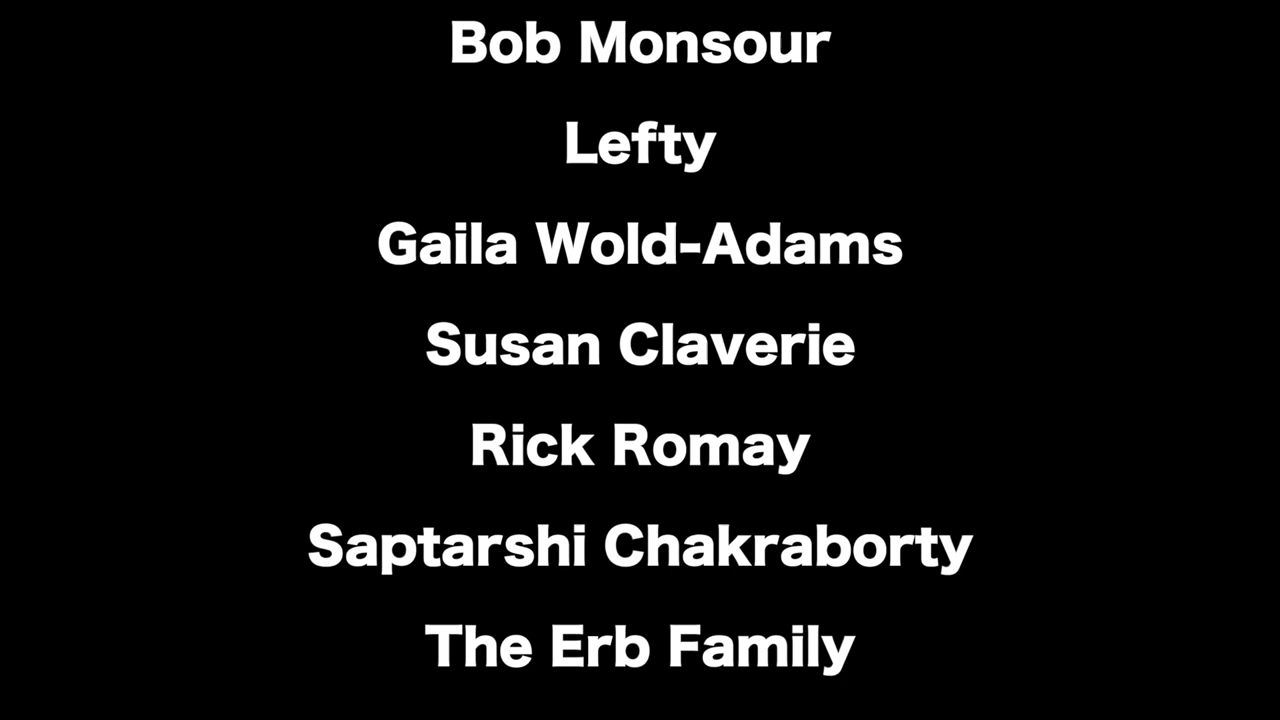 Bob Monsour
Lefty
Gaila Wold-Adams
Susan Claverie
Rick Romay
Saptarshi Chakraborty
The Erb Family